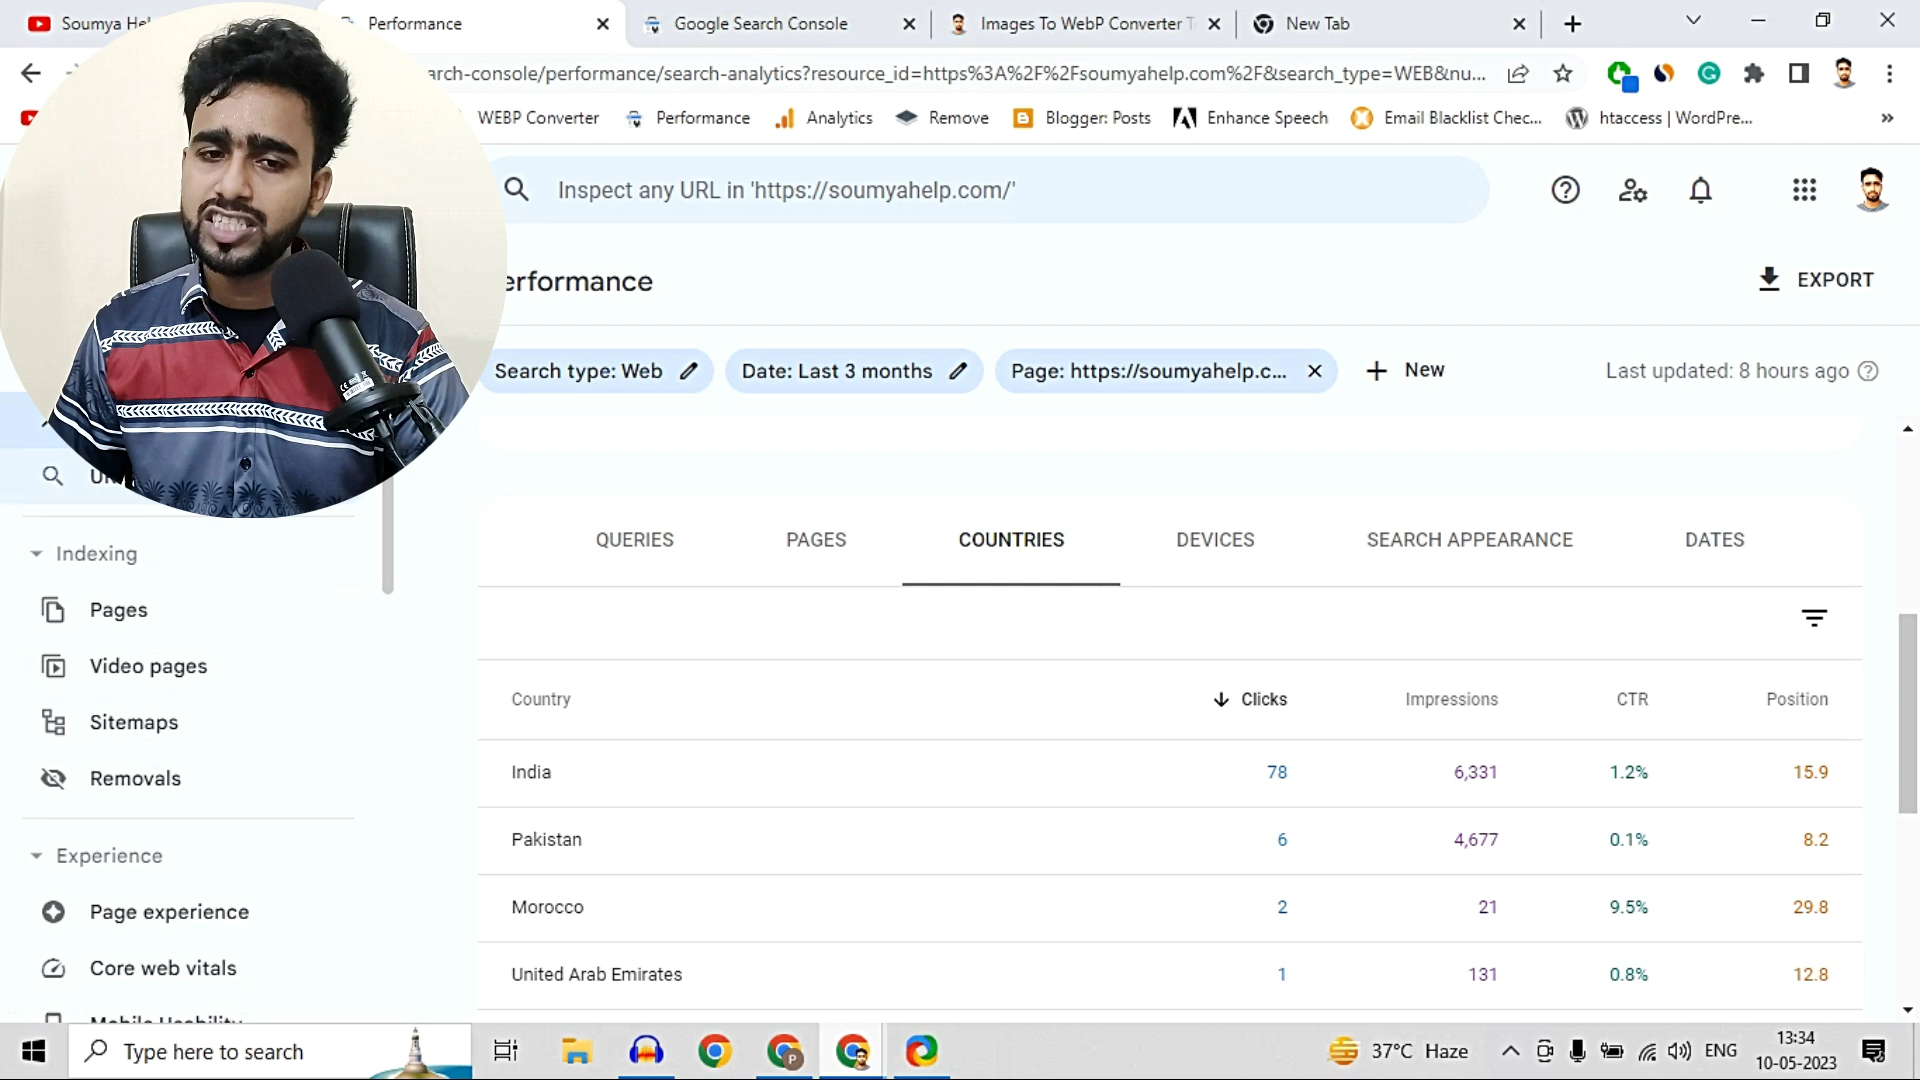 Soumya Hel
Performance
Google Search Console
Images To WebP Converter T
New Tab
arch-console/performance/search-analytics?resource_id=https%3A%2F%2Fsoumyahelp.com%2F&search_type=WEB&nu...
WEBP Converter
Performance
Analytics
Remove
Blogger: Posts
Enhance Speech
Email Blacklist Chec...
htaccess | WordPre...
Inspect any URL in 'https://soumyahelp.com/'
erformance
EXPORT
Search type: Web
Date: Last 3 months
Page: https://soumyahelp.c...
New
Last updated: 8 hours ago
Indexing
Pages
Video pages
Sitemaps
Removals
Experience
Page experience
Core web vitals
Mobile Usability
QUERIES
PAGES
COUNTRIES
DEVICES
SEARCH APPEARANCE
DATES
Country Clicks Impressions CTR Position
India 78 6,331 1.2% 15.9
Pakistan 6 4,677 0.1% 8.2
Morocco 2 21 9.5% 29.8
United Arab Emirates 1 131 0.8% 12.8
Type here to search
P
37°C Haze
ENG
13:34
10-05-2023